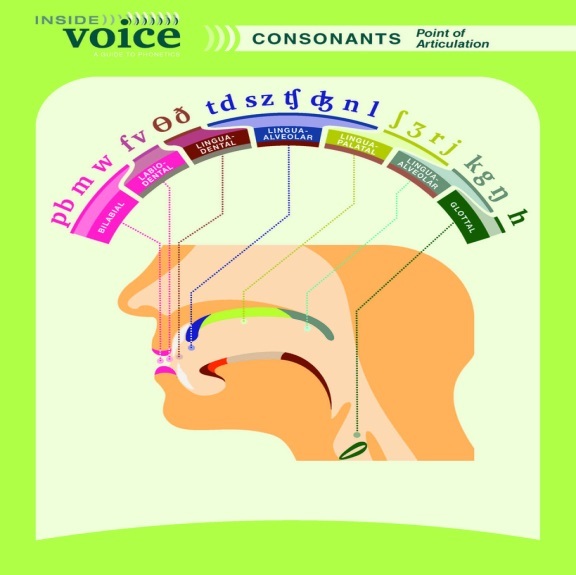 INSIDE
voice
CONSONANTS
Point of
Articulation
p b m w f v θ ð t d s z ʧ ʤ n l ʃ ʒ r j k g ŋ h
BILABIAL
LABIO-
DENTAL
LINGUA-
DENTAL
LINGUA-
ALVEOLAR
LINGUA-
PALATAL
LINGUA-
ALVEOLAR
GLOTTAL